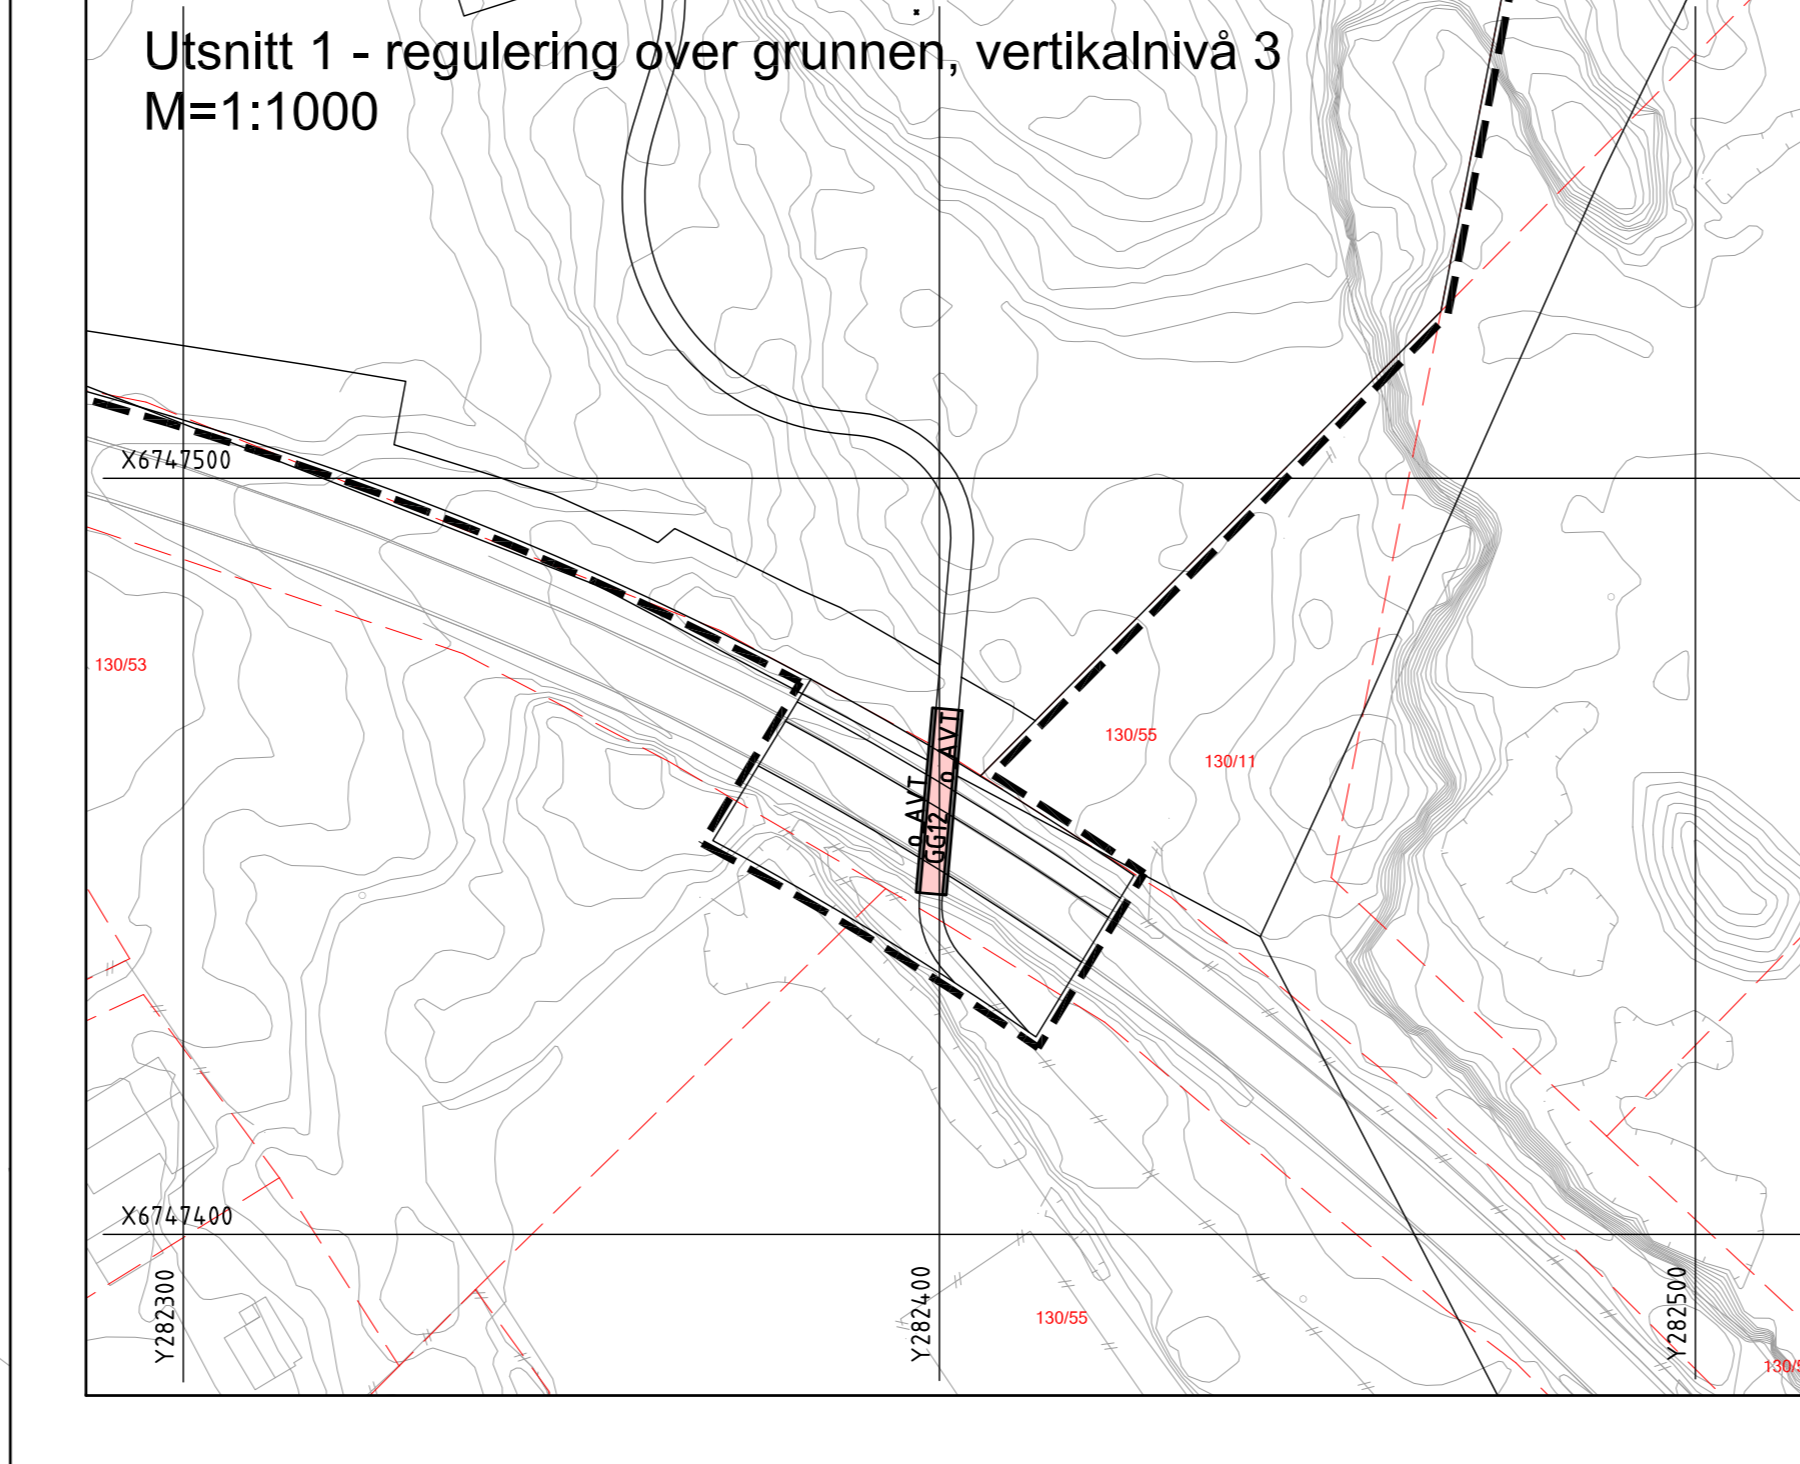 Utsnitt 1 - regulering over grunnen, vertikalnivå 3
M=1:1000
X6747500
130/53
130/55
130/11
o_AVT
o_AVT
GG12
X6747400
Y282300
Y282400
Y282500
130/55